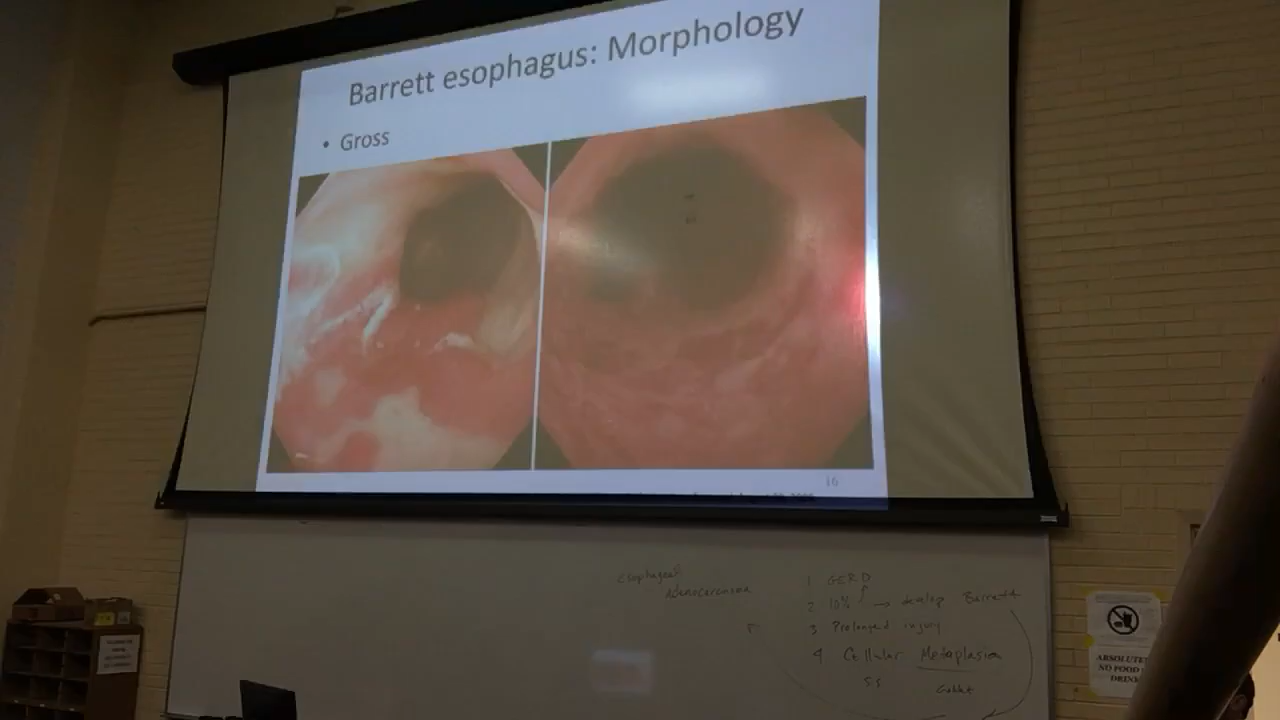 Barrett esophagus: Morphology
• Gross
16
esophageal
adenocarcinoma
1 GERD
2 10% → develop Barrett
3 Prolonged injury
4 Cellular Metaplasia
SS Goblet
ABSOLUTE
NO FOOD
DRINK